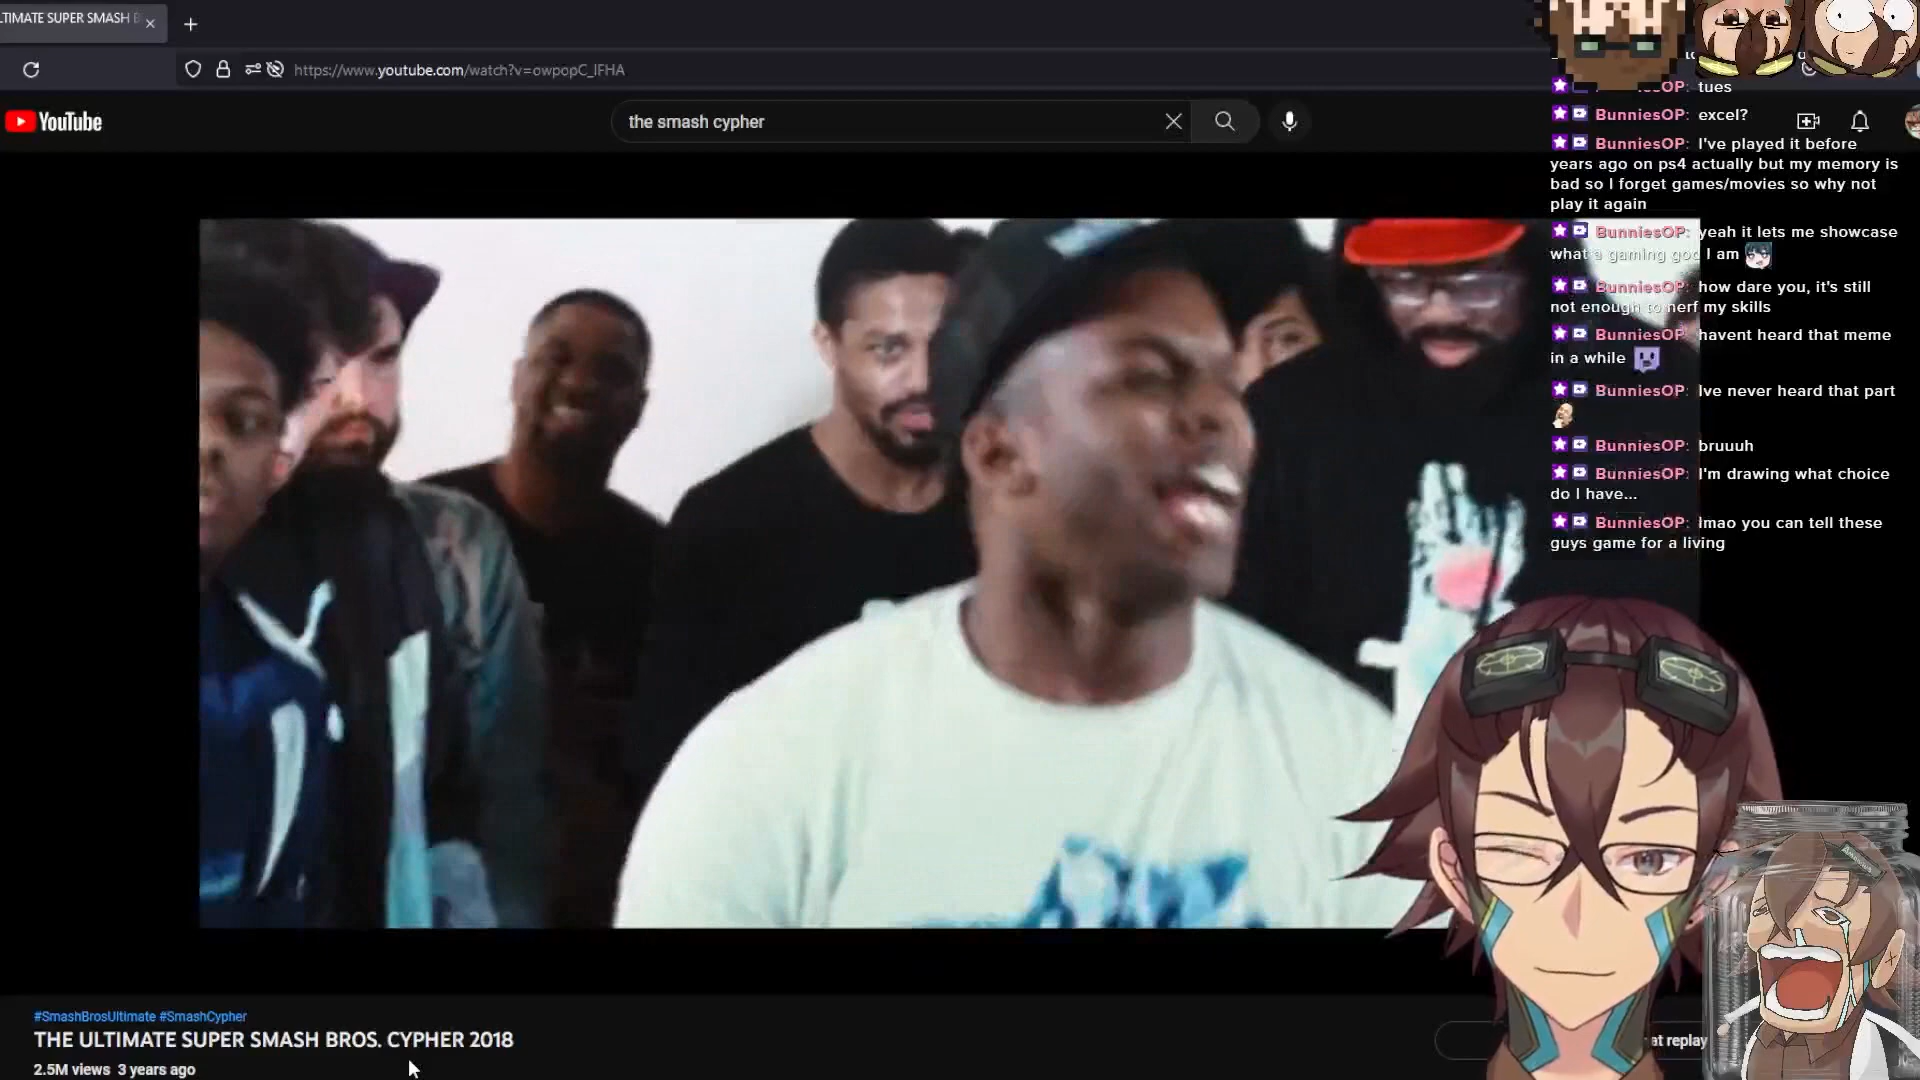 LTIMATE SUPER SMASH B
https://www.youtube.com/watch?v=owpopC_IFHA
YouTube
the smash cypher
tues
BunniesOP: excel?
BunniesOP: I've played it before
years ago on ps4 actually but my memory is
bad so I forget games/movies so why not
play it again
BunniesOP: yeah it lets me showcase
what a gaming god I am
BunniesOP: how dare you, it's still
not enough to nerf my skills
BunniesOP: havent heard that meme
in a while
BunniesOP: Ive never heard that part
BunniesOP: bruuuh
BunniesOP: I'm drawing what choice
do I have...
BunniesOP: lmao you can tell these
guys game for a living
#SmashBrosUltimate #SmashCypher
THE ULTIMATE SUPER SMASH BROS. CYPHER 2018
2.5M views 3 years ago
at replay